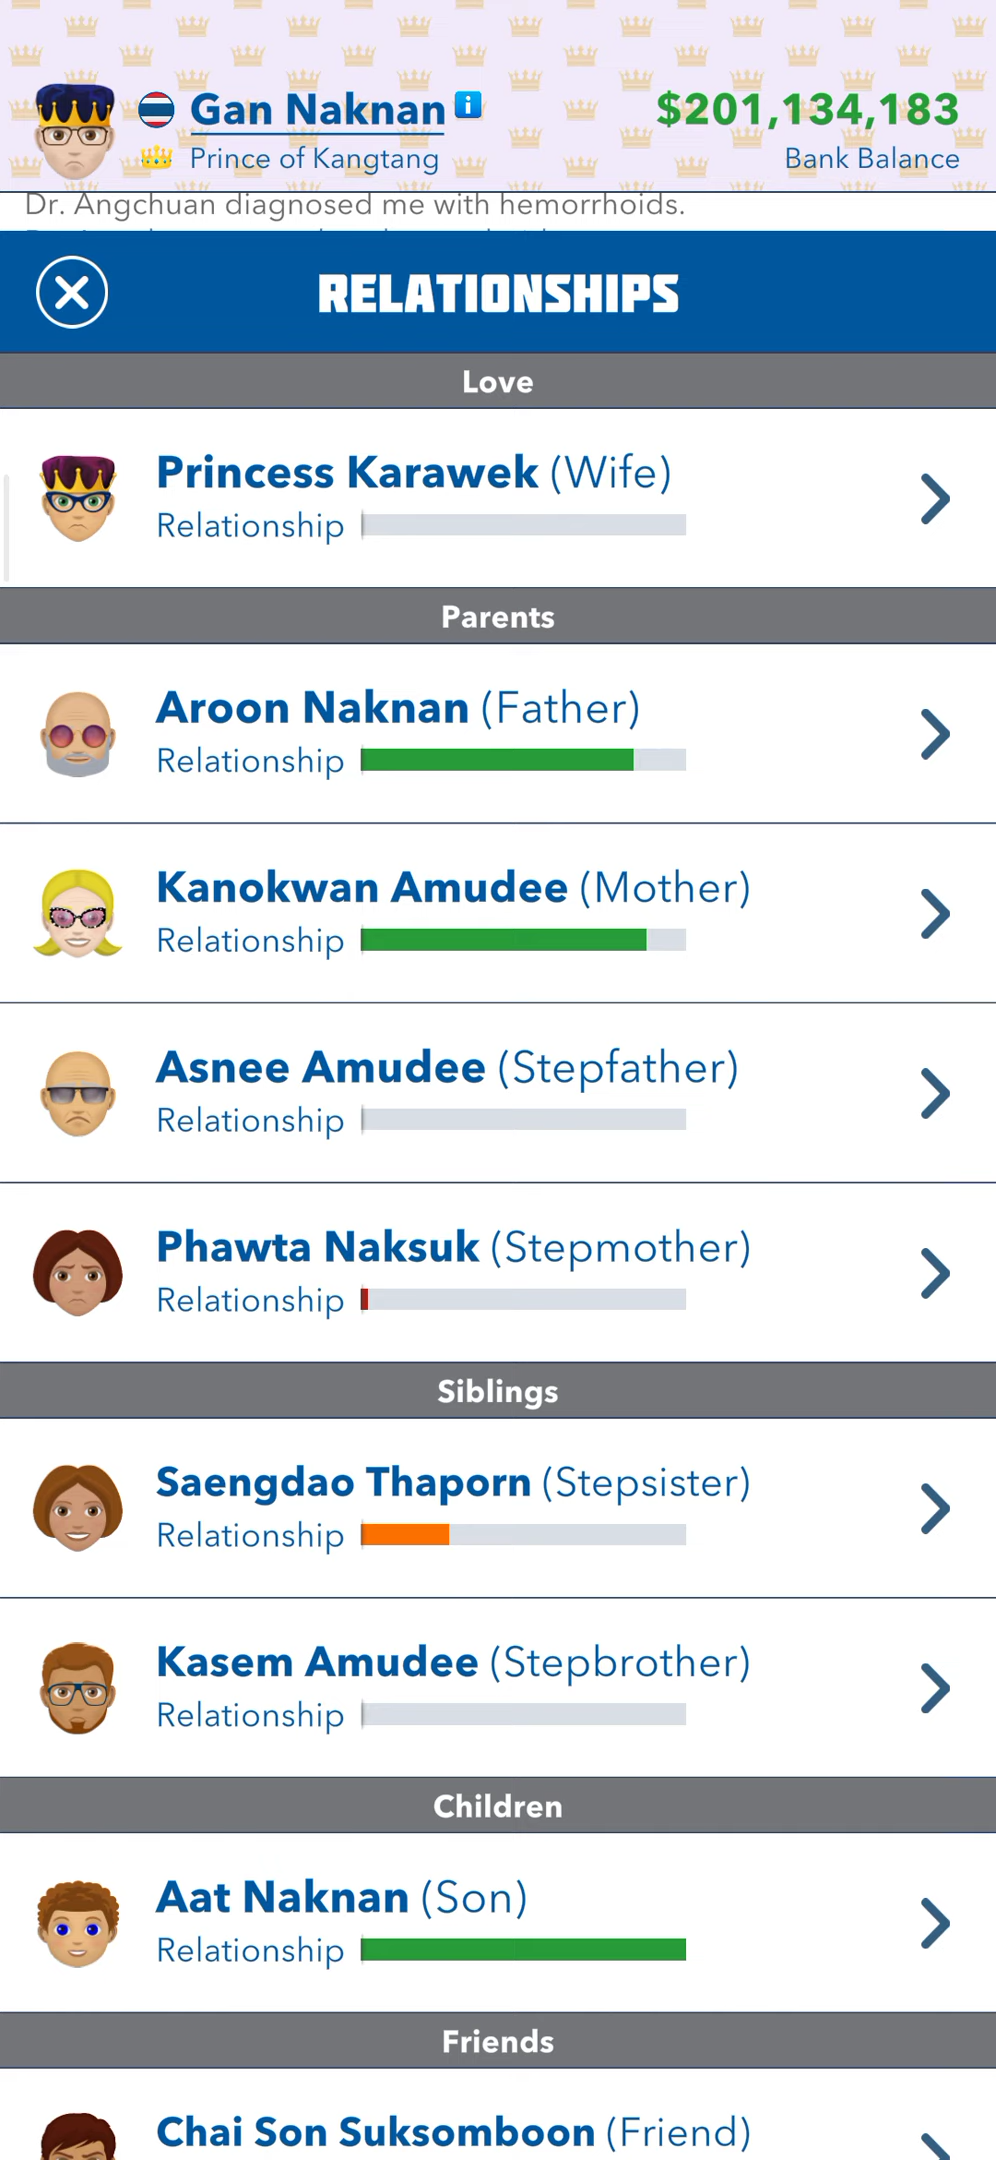 Gan Naknan i
$201,134,183
Prince of Kangtang
Bank Balance
Dr. Angchuan diagnosed me with hemorrhoids.
RELATIONSHIPS
Love
Princess Karawek (Wife)
Relationship
Parents
Aroon Naknan (Father)
Relationship
Kanokwan Amudee (Mother)
Relationship
Asnee Amudee (Stepfather)
Relationship
Phawta Naksuk (Stepmother)
Relationship
Siblings
Saengdao Thaporn (Stepsister)
Relationship
Kasem Amudee (Stepbrother)
Relationship
Children
Aat Naknan (Son)
Relationship
Friends
Chai Son Suksomboon (Friend)